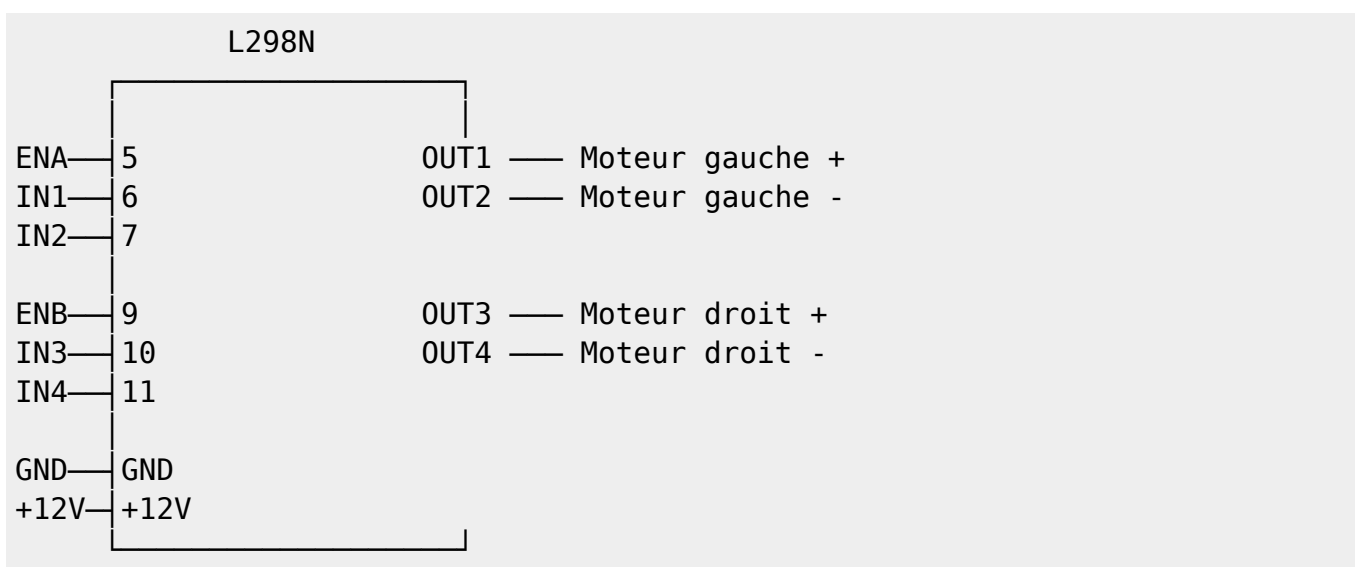 L298N
ENA 5 OUT1 ——— Moteur gauche +
IN1 6 OUT2 ——— Moteur gauche -
IN2 7
ENB 9 OUT3 ——— Moteur droit +
IN3 10 OUT4 ——— Moteur droit -
IN4 11
GND GND
+12V +12V